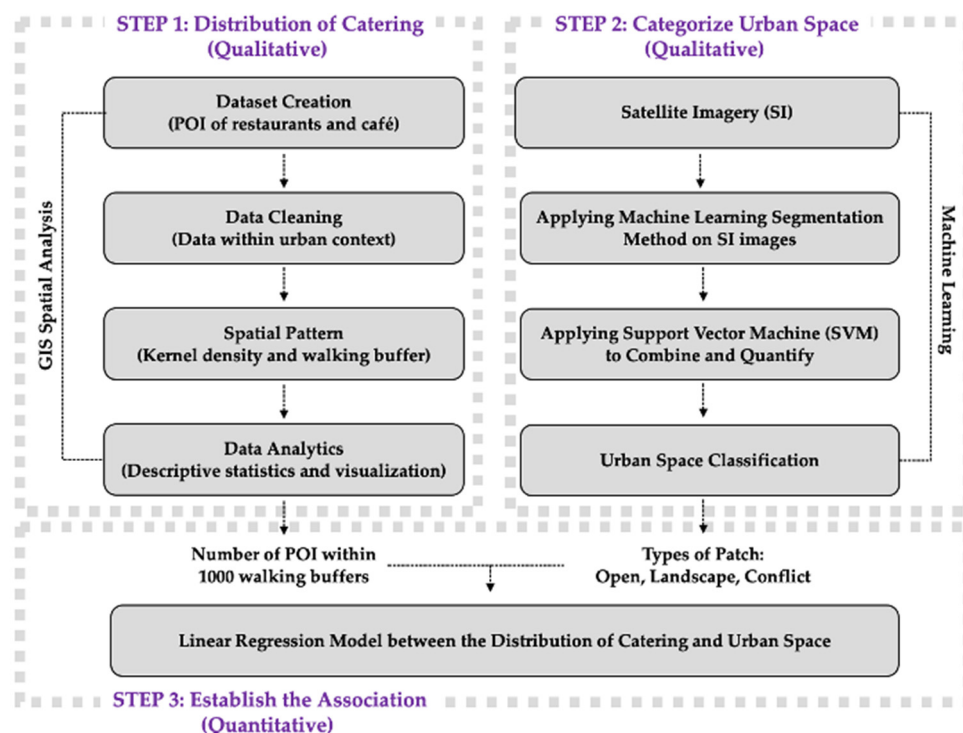 STEP 1: Distribution of Catering
(Qualitative)
Dataset Creation
(POI of restaurants and café)
Data Cleaning
(Data within urban context)
Spatial Pattern
(Kernel density and walking buffer)
Data Analytics
(Descriptive statistics and visualization)
GIS Spatial Analysis
STEP 2: Categorize Urban Space
(Qualitative)
Satellite Imagery (SI)
Applying Machine Learning Segmentation
Method on SI images
Applying Support Vector Machine (SVM)
to Combine and Quantify
Urban Space Classification
Machine Learning
Number of POI within
1000 walking buffers
Types of Patch:
Open, Landscape, Conflict
Linear Regression Model between the Distribution of Catering and Urban Space
STEP 3: Establish the Association
(Quantitative)